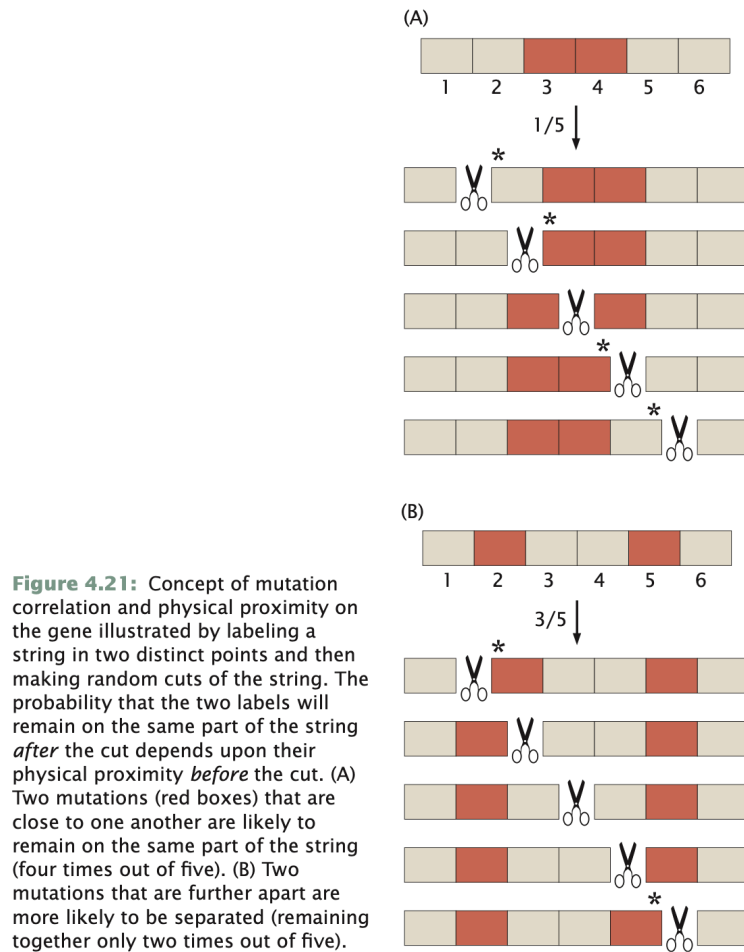 (A)
1 2 3 4 5 6
1/5
*
*
*
*
(B)
1 2 3 4 5 6
3/5
*
*
Figure 4.21: Concept of mutation
correlation and physical proximity on
the gene illustrated by labeling a
string in two distinct points and then
making random cuts of the string. The
probability that the two labels will
remain on the same part of the string
after the cut depends upon their
physical proximity before the cut. (A)
Two mutations (red boxes) that are
close to one another are likely to
remain on the same part of the string
(four times out of five). (B) Two
mutations that are further apart are
more likely to be separated (remaining
together only two times out of five).